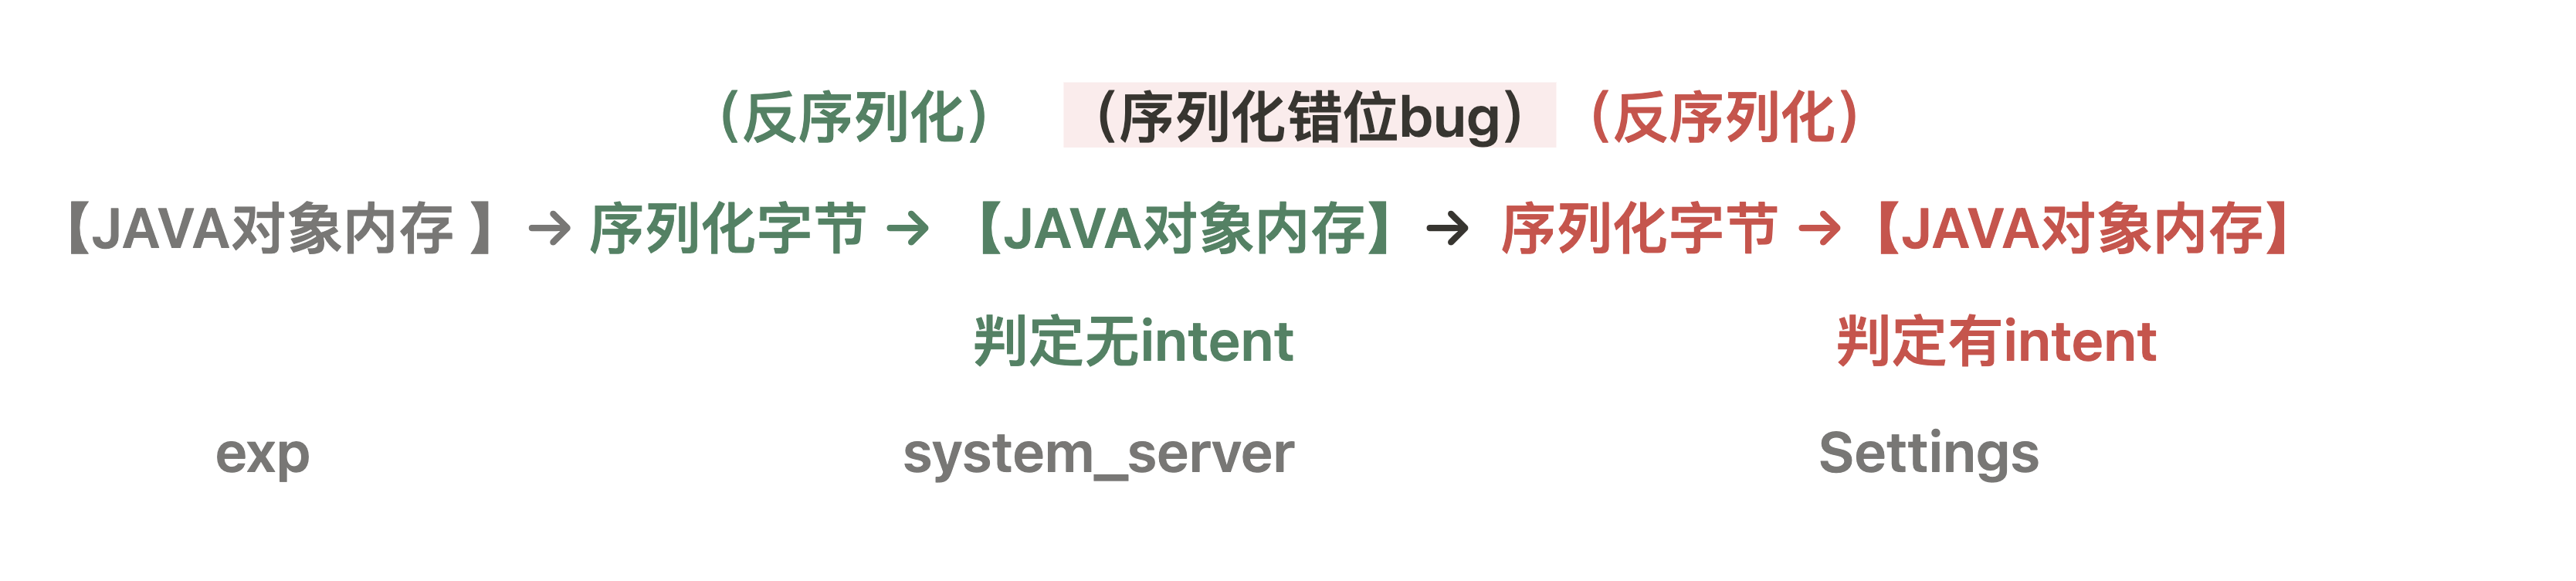 （反序列化） （序列化错位bug）（反序列化）
【JAVA对象内存 】 → 序列化字节 → 【JAVA对象内存】 → 序列化字节 →【JAVA对象内存】
判定无intent 判定有intent
exp system_server Settings